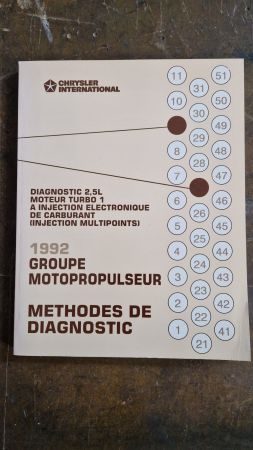 CHRYSLER
INTERNATIONAL
DIAGNOSTIC 2,5L
MOTEUR TURBO 1
A INJECTION ELECTRONIQUE
DE CARBURANT
(INJECTION MULTIPOINTS)
1992
GROUPE
MOTOPROPULSEUR
METHODES DE
DIAGNOSTIC
11
10
8
7
6
5
4
3
2
1
31
30
29
28
26
25
24
23
22
21
51
50
49
48
47
46
45
44
43
42
41